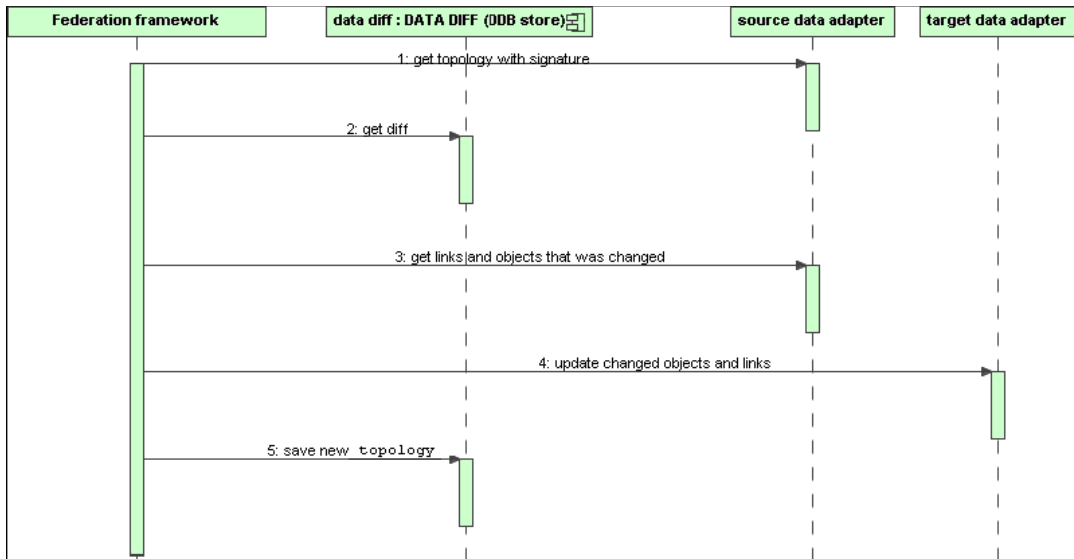 Federation framework
data diff : DATA DIFF (DDB store)
source data adapter
target data adapter
1: get topology with signature
2: get diff
3: get links and objects that was changed
4: update changed objects and links
5: save new topology